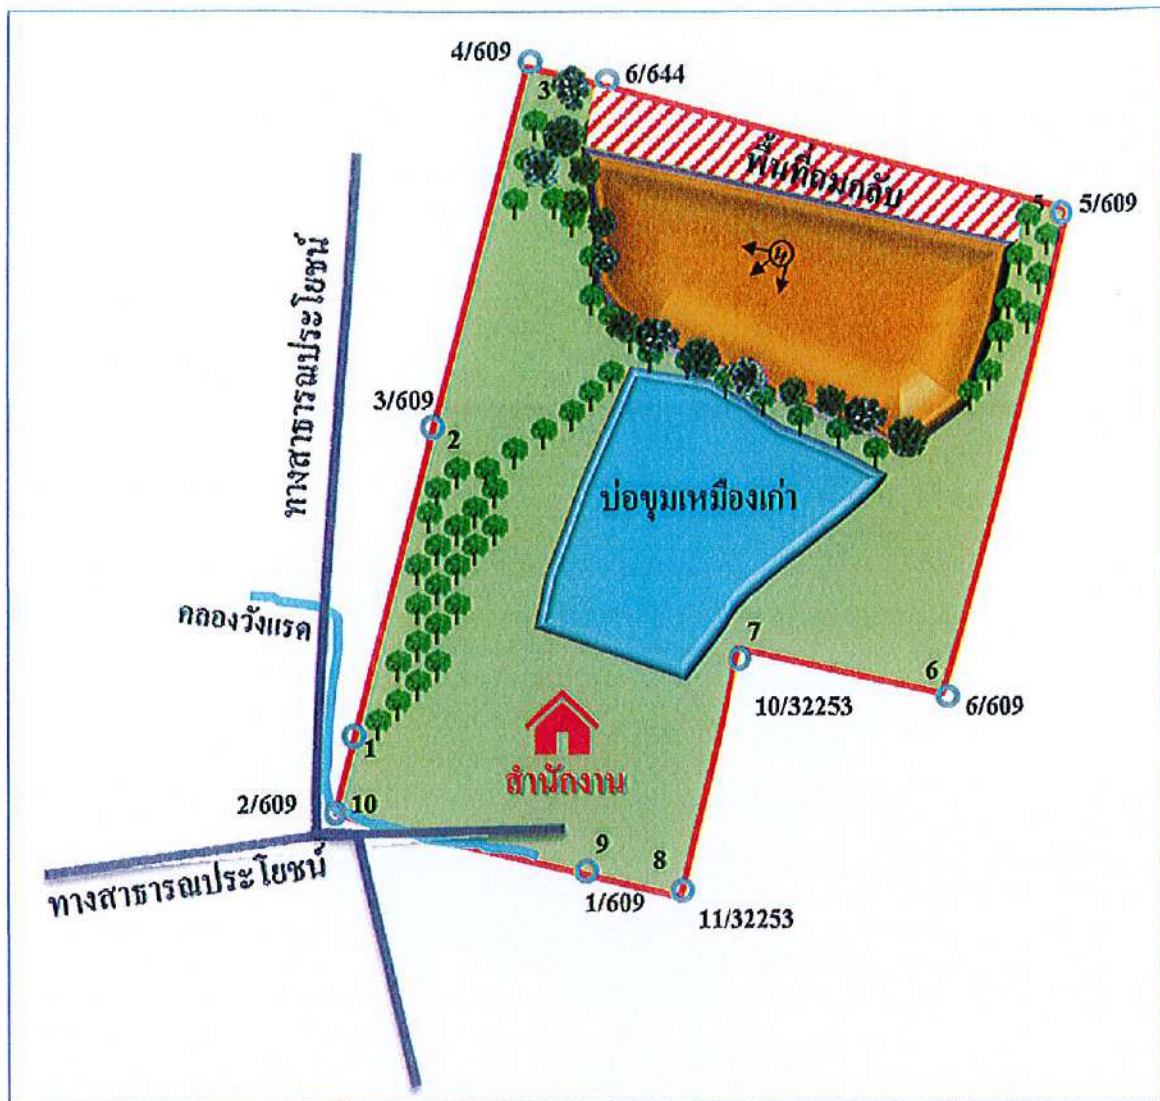 4/609
3
6/644
พื้นที่ถมกลับ
5
5/609
น
ทางสาธารณประโยชน์
3/609
2
บ่อขุมเหมืองเก่า
คลองวังแรด
7
6
10/32253
6/609
1
สำนักงาน
2/609
10
9
8
ทางสาธารณประโยชน์
1/609
11/32253